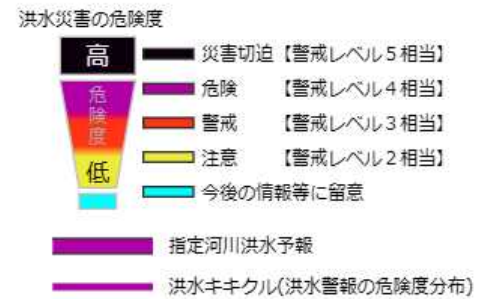 洪水災害の危険度
高
災害切迫【警戒レベル５相当】
危険　　【警戒レベル４相当】
危険度
警戒　　【警戒レベル３相当】
注意　　【警戒レベル２相当】
低
今後の情報等に留意
指定河川洪水予報
洪水キキクル(洪水警報の危険度分布)